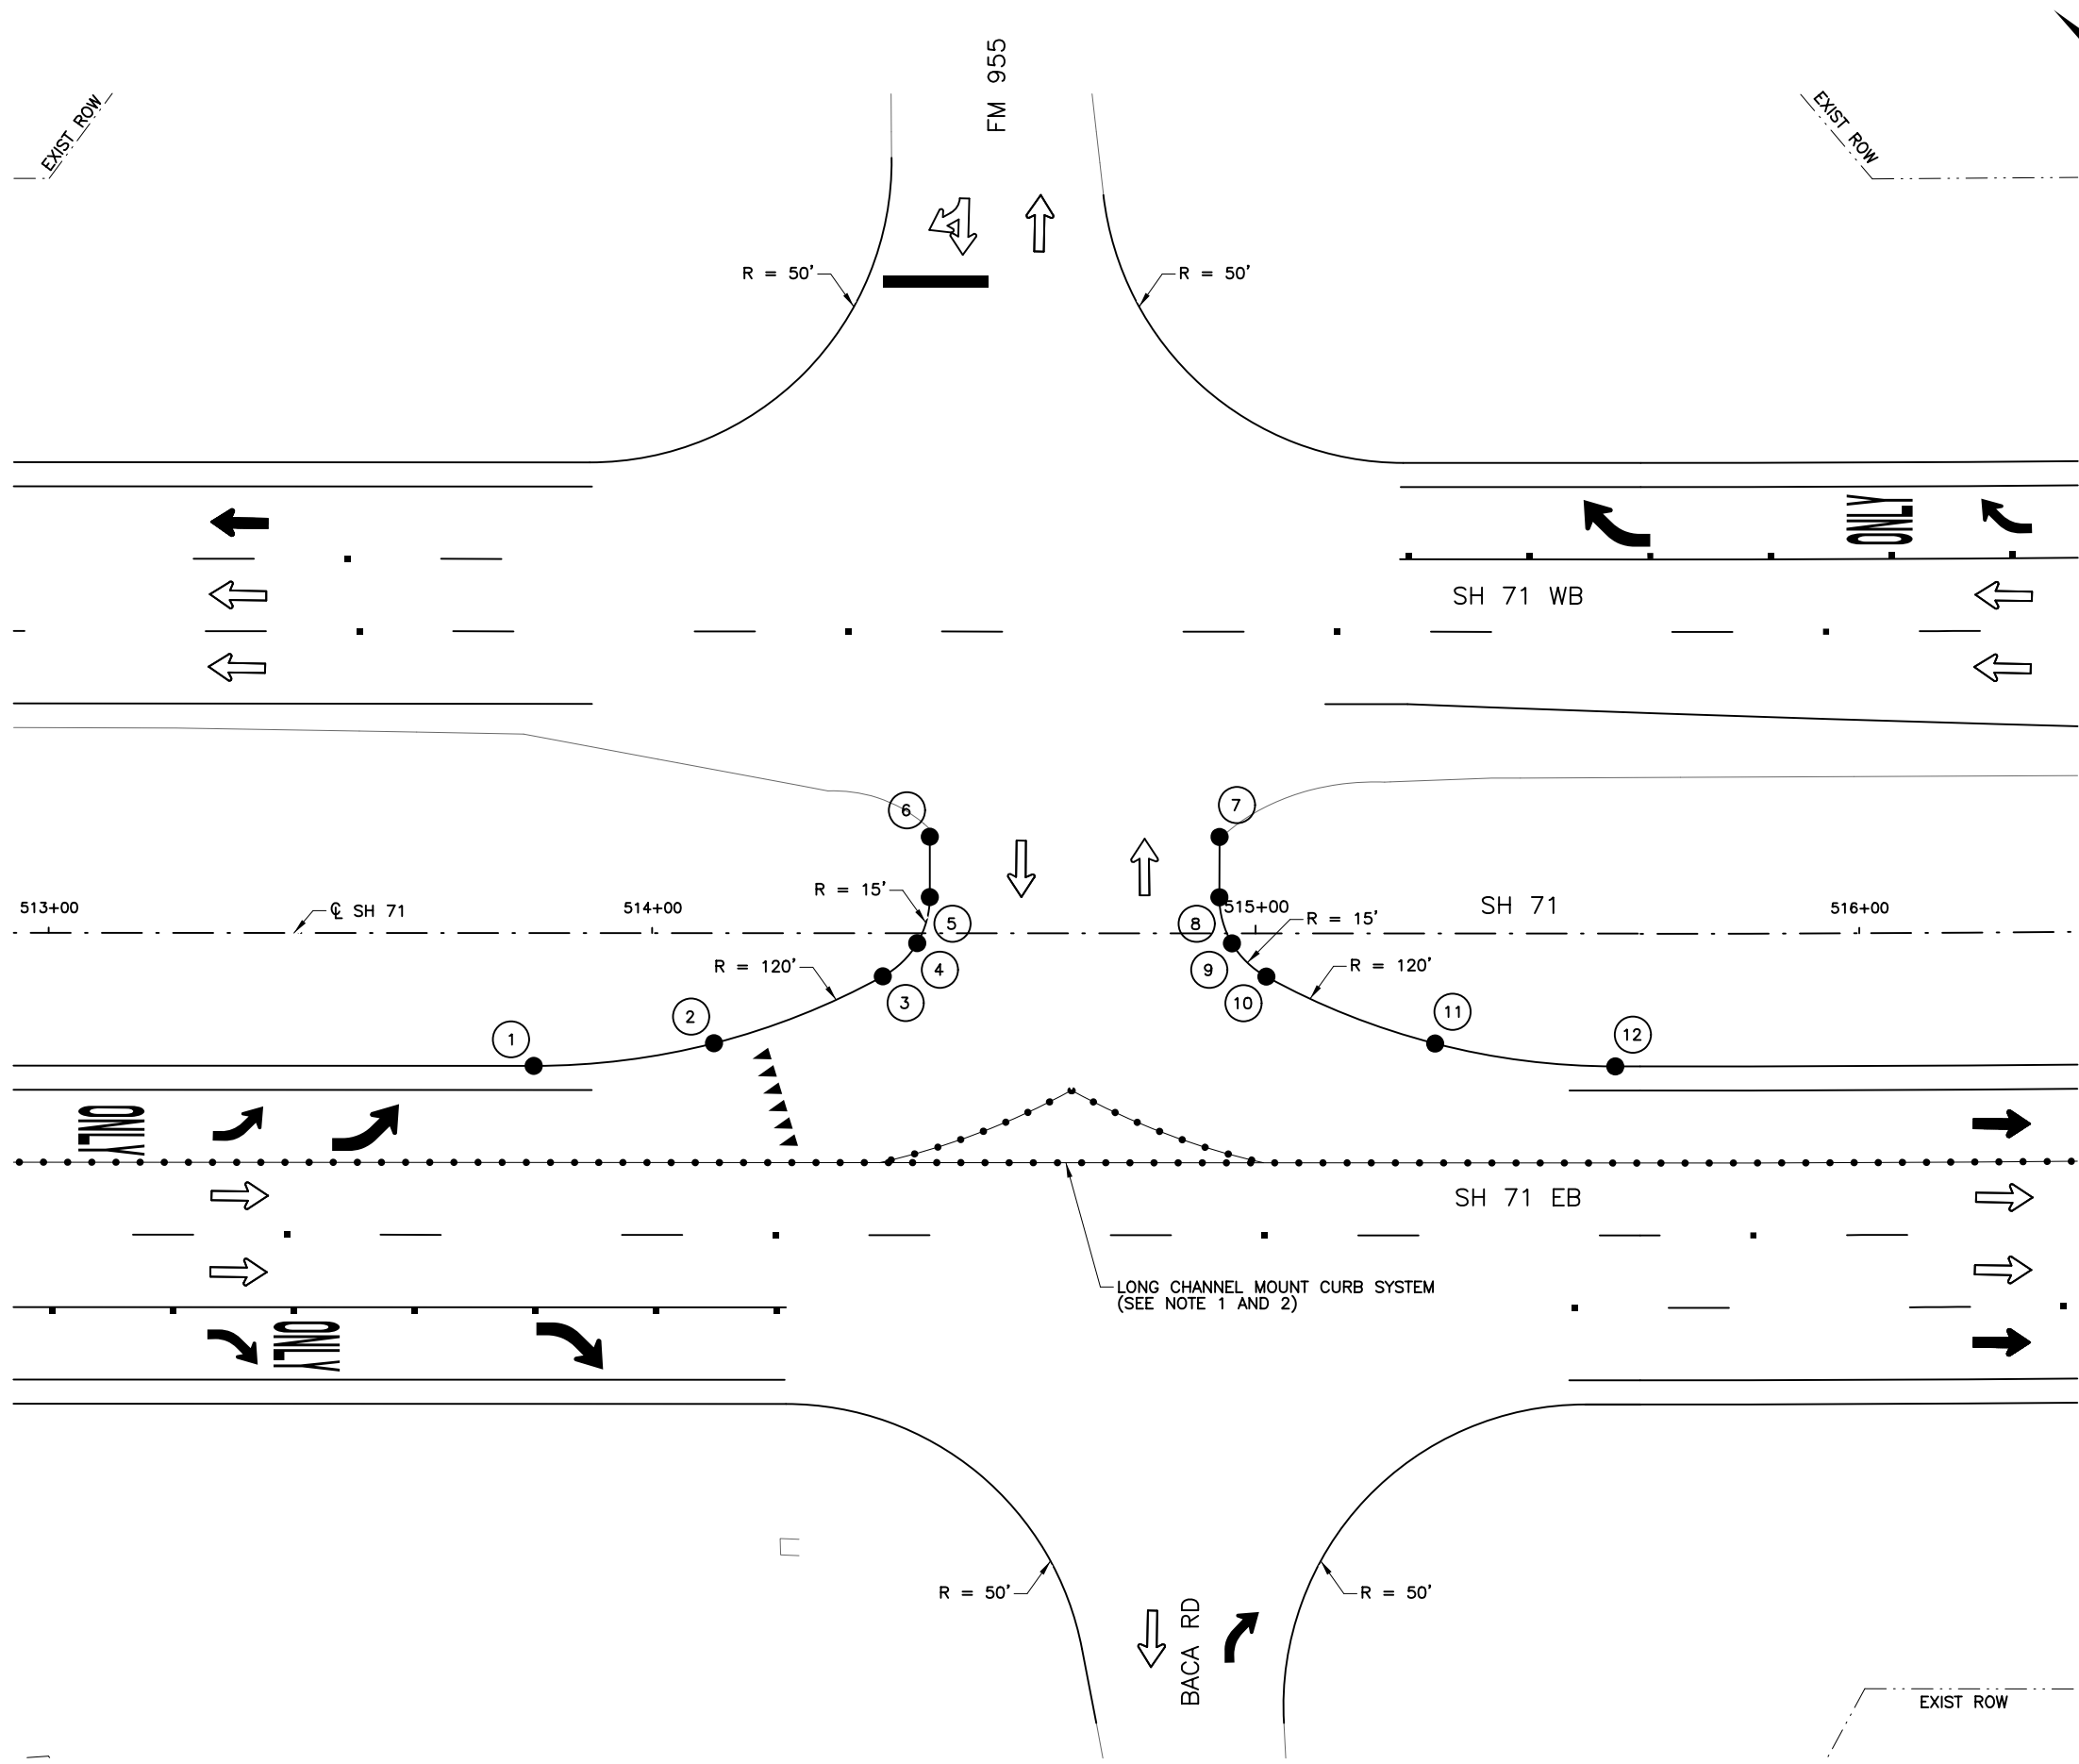 FM 955
EXIST ROW
EXIST ROW
R = 50'
R = 50'
ONLY
SH 71 WB
6
7
R = 15'
513+00
℄ SH 71
514+00
5
8
515+00
R = 15'
SH 71
516+00
R = 120'
4
9
R = 120'
3
10
2
11
1
12
ONLY
SH 71 EB
LONG CHANNEL MOUNT CURB SYSTEM
(SEE NOTE 1 AND 2)
ONLY
R = 50'
R = 50'
BACA RD
EXIST ROW